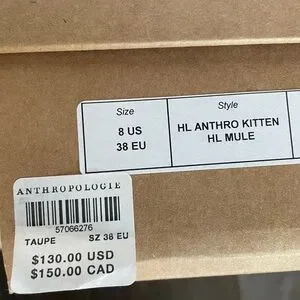 Size
Style
8 US
38 EU
HL ANTHRO KITTEN
HL MULE
ANTHROPOLOGIE
57066276
TAUPE SZ 38 EU
$130.00 USD
$150.00 CAD